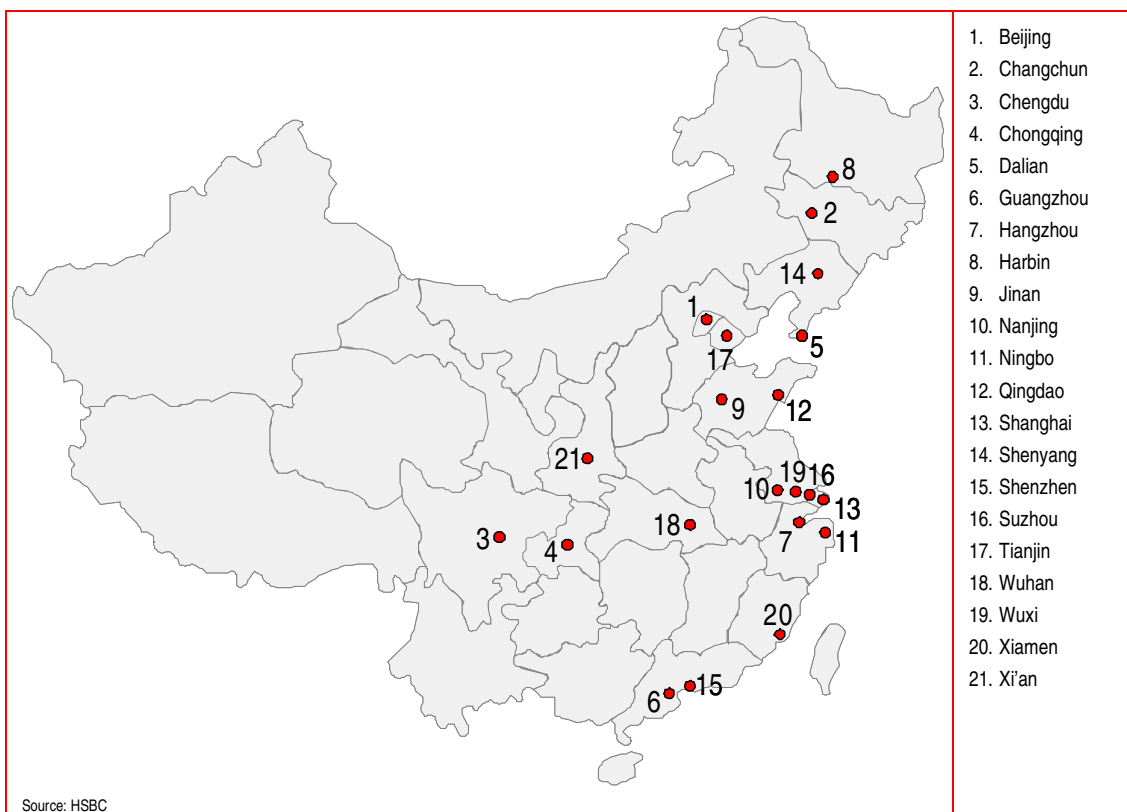 8
2
14
1
17
5
9
12
21
10
19
16
13
18
7
11
3
4
20
6
15
Source: HSBC
1. Beijing
2. Changchun
3. Chengdu
4. Chongqing
5. Dalian
6. Guangzhou
7. Hangzhou
8. Harbin
9. Jinan
10. Nanjing
11. Ningbo
12. Qingdao
13. Shanghai
14. Shenyang
15. Shenzhen
16. Suzhou
17. Tianjin
18. Wuhan
19. Wuxi
20. Xiamen
21. Xi’an